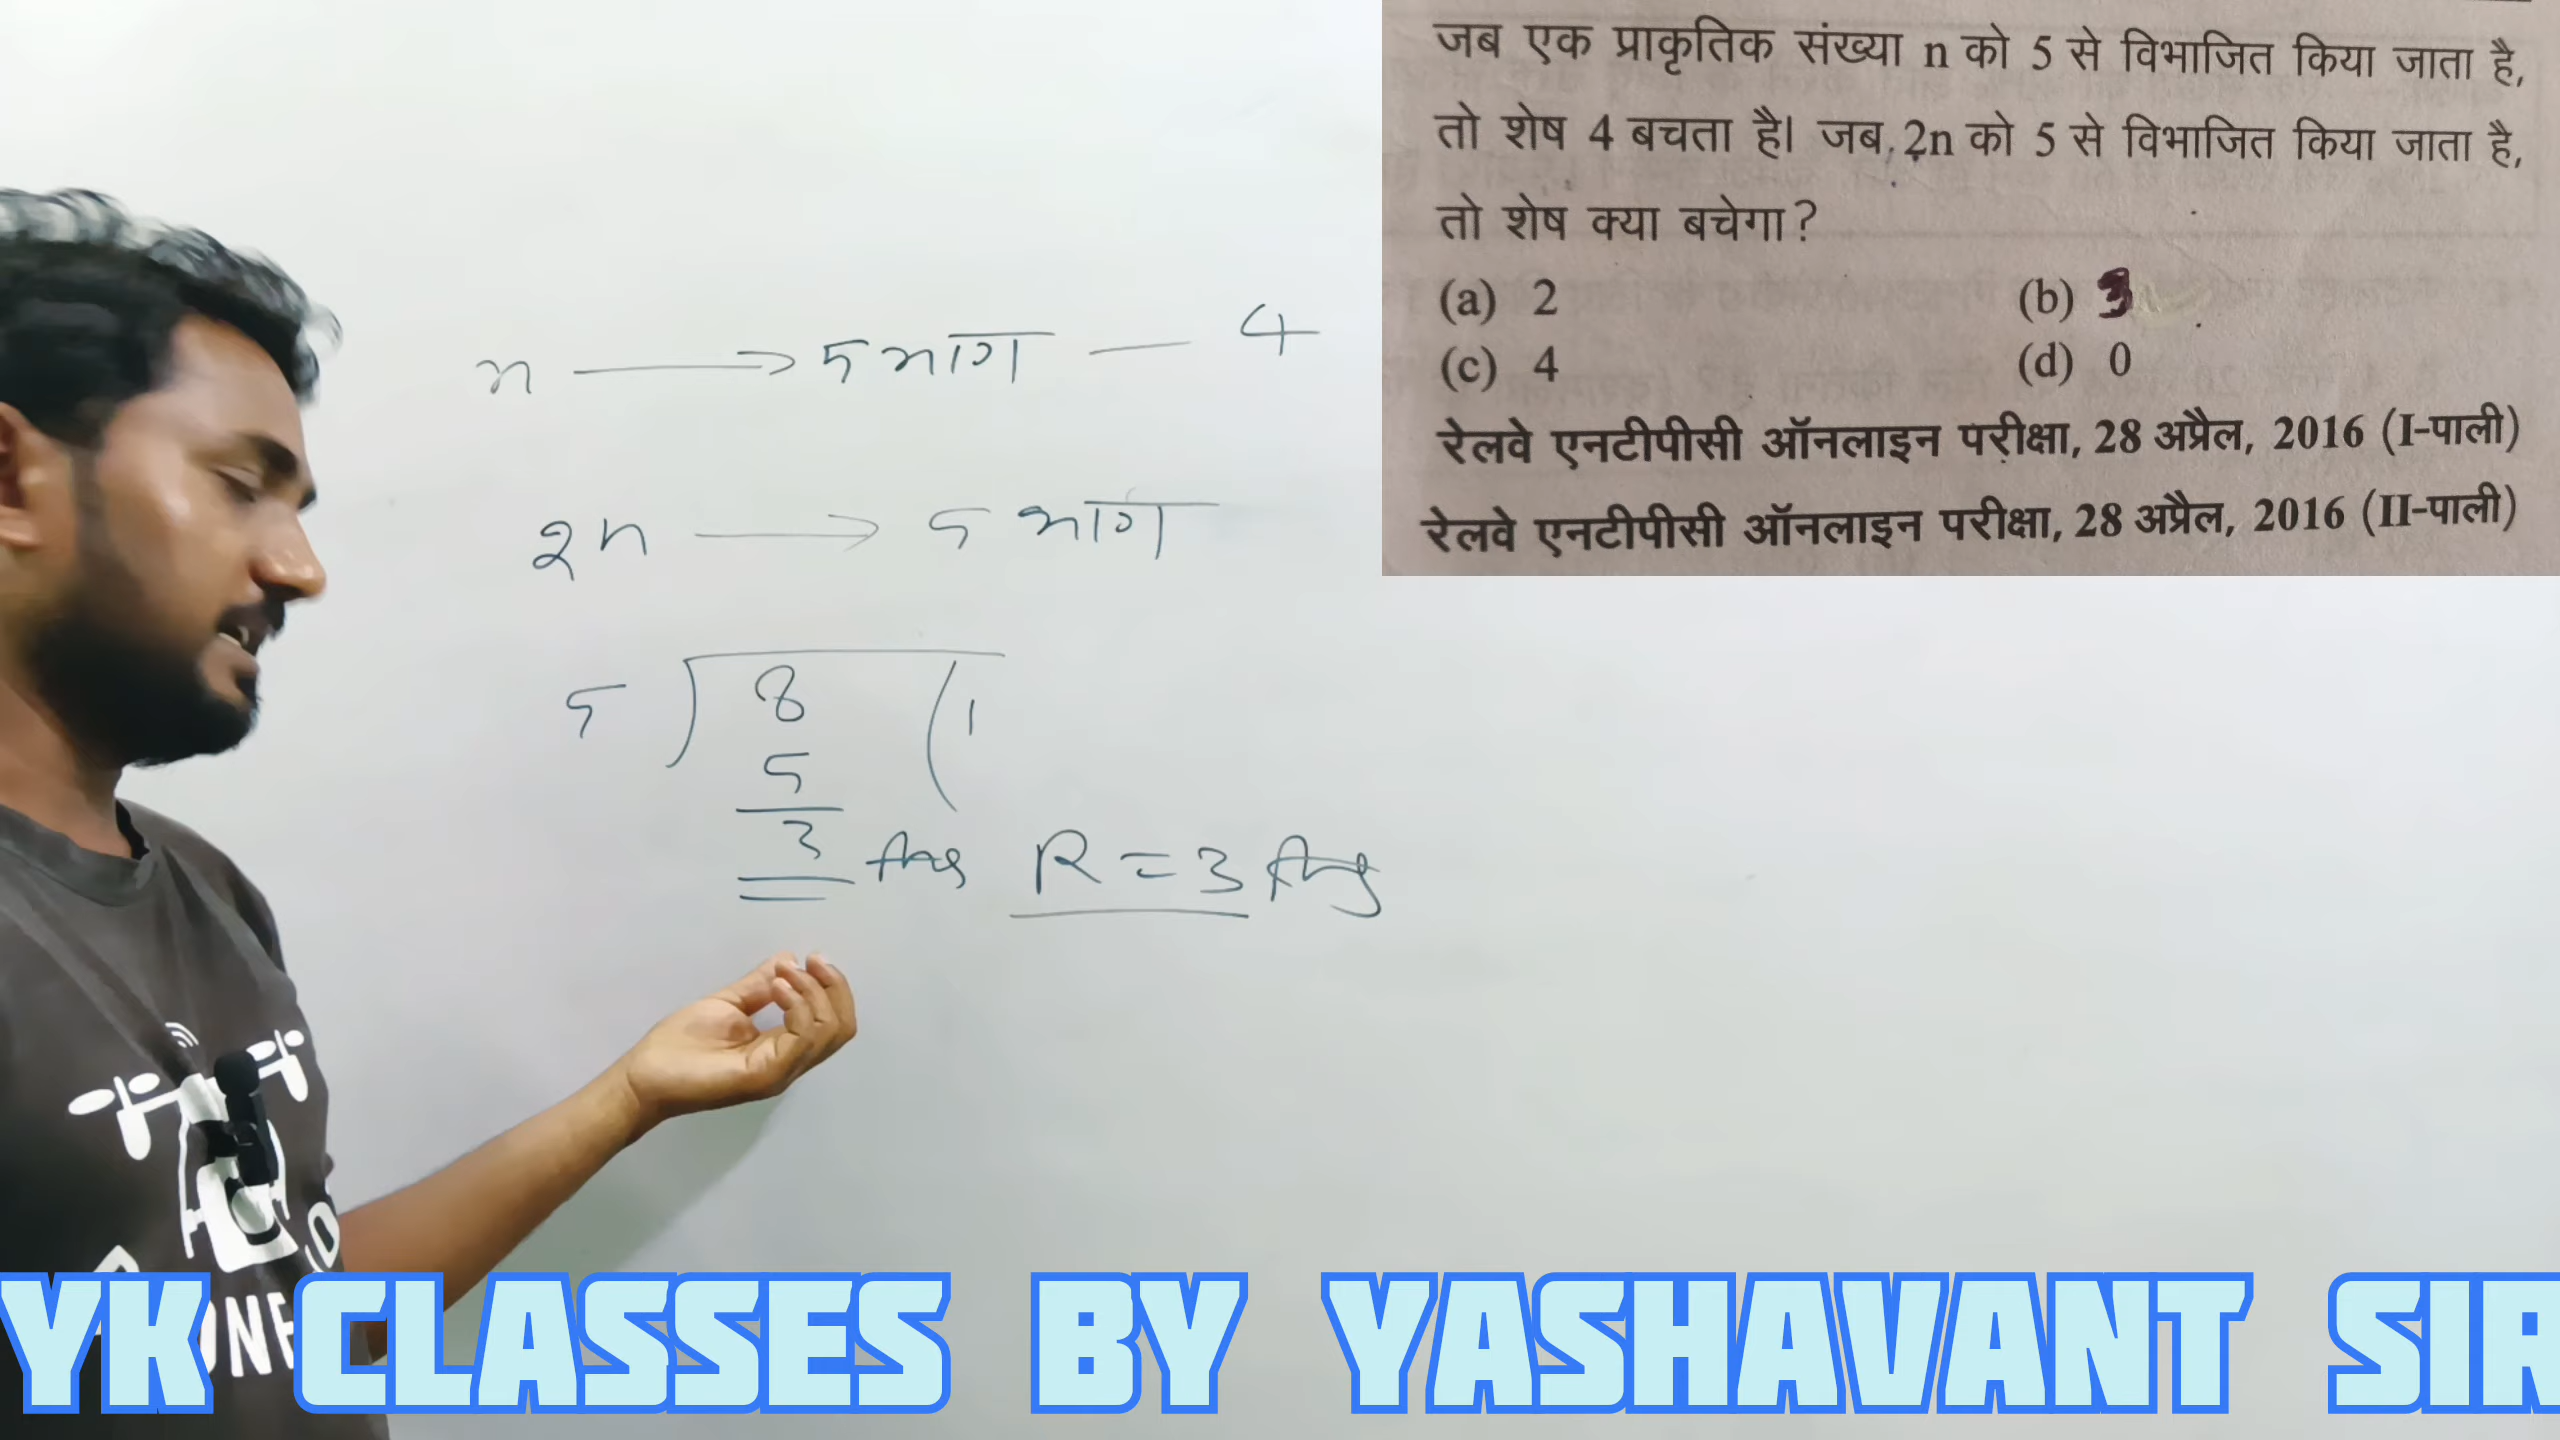 जब एक प्राकृतिक संख्या n को 5 से विभाजित किया जाता है,
तो शेष 4 बचता है। जब 2n को 5 से विभाजित किया जाता है,
तो शेष क्या बचेगा?
(a) 2 (b) 3
(c) 4 (d) 0
रेलवे एनटीपीसी ऑनलाइन परीक्षा, 28 अप्रैल, 2016 (I-पाली)
रेलवे एनटीपीसी ऑनलाइन परीक्षा, 28 अप्रैल, 2016 (II-पाली)
n → 5 भाग — 4
2n → 5 भाग
5 ) 8 ( 1
5
3 Ans R = 3 Ans
YK CLASSES BY YASHAVANT SIR